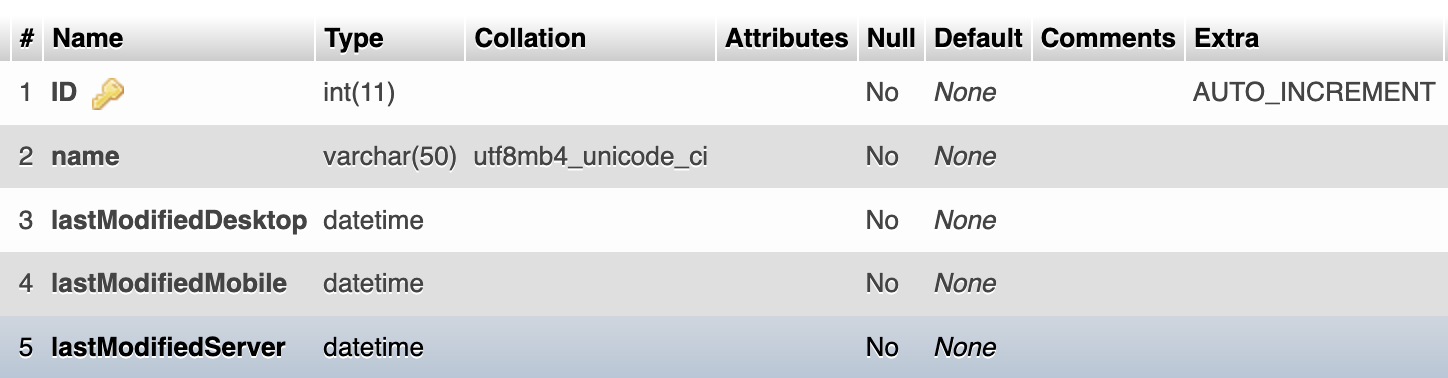 # Name Type Collation Attributes Null Default Comments Extra
1 ID int(11) No None AUTO_INCREMENT
2 name varchar(50) utf8mb4_unicode_ci No None
3 lastModifiedDesktop datetime No None
4 lastModifiedMobile datetime No None
5 lastModifiedServer datetime No None